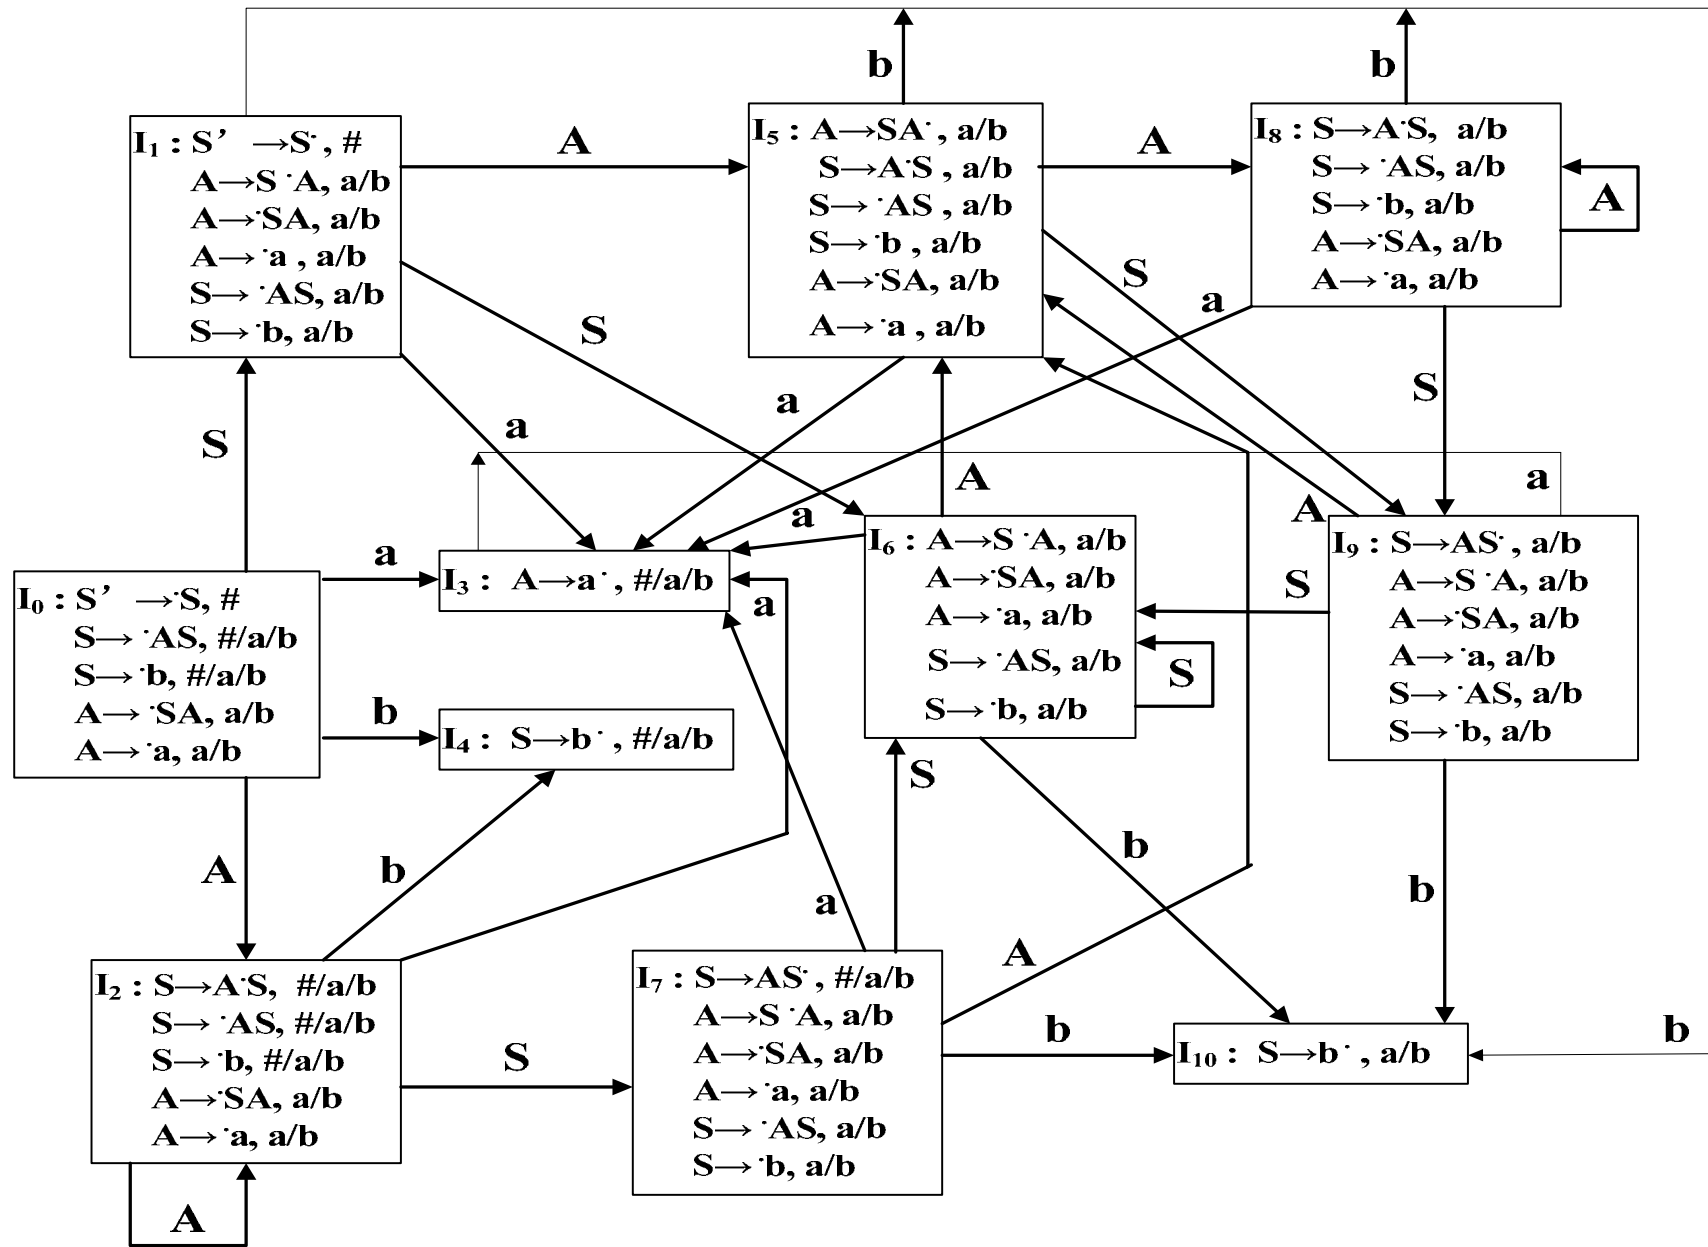 b
b
I₁ : S’ →S·, #
A→S ·A, a/b
A→·SA, a/b
A→ ·a , a/b
S→ ·AS, a/b
S→ ·b, a/b
A
I₅ : A→SA· , a/b
S→A·S , a/b
S→ ·AS , a/b
S→ ·b , a/b
A→·SA, a/b
A→ ·a , a/b
A
I₈ : S→A·S, a/b
S→ ·AS, a/b
S→ ·b, a/b
A→·SA, a/b
A→ ·a, a/b
A
S
S
a
S
a
a
S
A
a
A
a
a
I₃ : A→a· , #/a/b
a
I₀ : S’ →·S, #
S→ ·AS, #/a/b
S→ ·b, #/a/b
A→ ·SA, a/b
A→ ·a, a/b
b
I₄ : S→b· , #/a/b
I₆ : A→S ·A, a/b
A→·SA, a/b
A→ ·a, a/b
S→ ·AS, a/b
S→ ·b, a/b
S
S
I₉ : S→AS·, a/b
A→S ·A, a/b
A→·SA, a/b
A→ ·a, a/b
S→ ·AS, a/b
S→ ·b, a/b
S
A
b
a
b
b
A
I₂ : S→A·S, #/a/b
S→ ·AS, #/a/b
S→ ·b, #/a/b
A→·SA, a/b
A→ ·a, a/b
A
S
I₇ : S→AS·, #/a/b
A→S ·A, a/b
A→·SA, a/b
A→ ·a, a/b
S→ ·AS, a/b
S→ ·b, a/b
b
I₁₀ : S→b· , a/b
b